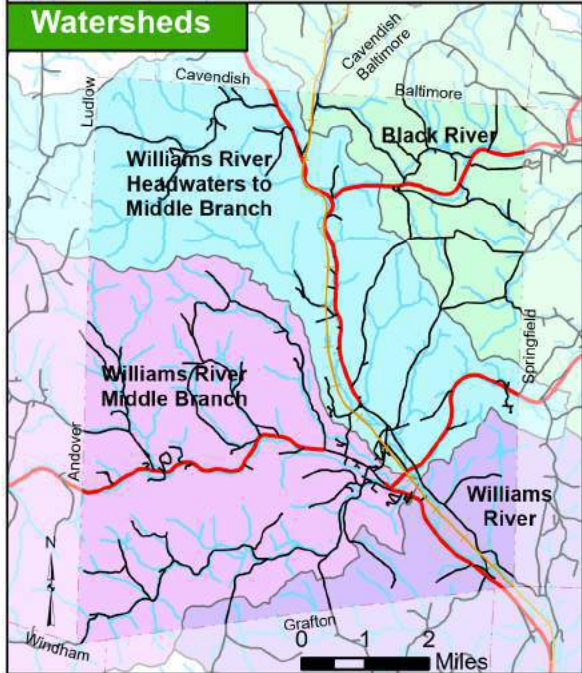 Watersheds
Cavendish
Cavendish
Baltimore
Baltimore
Ludlow
Black River
Williams River
Headwaters to
Middle Branch
Springfield
Williams River
Middle Branch
Andover
Williams
River
N
Grafton
Windham
0 1 2
Miles